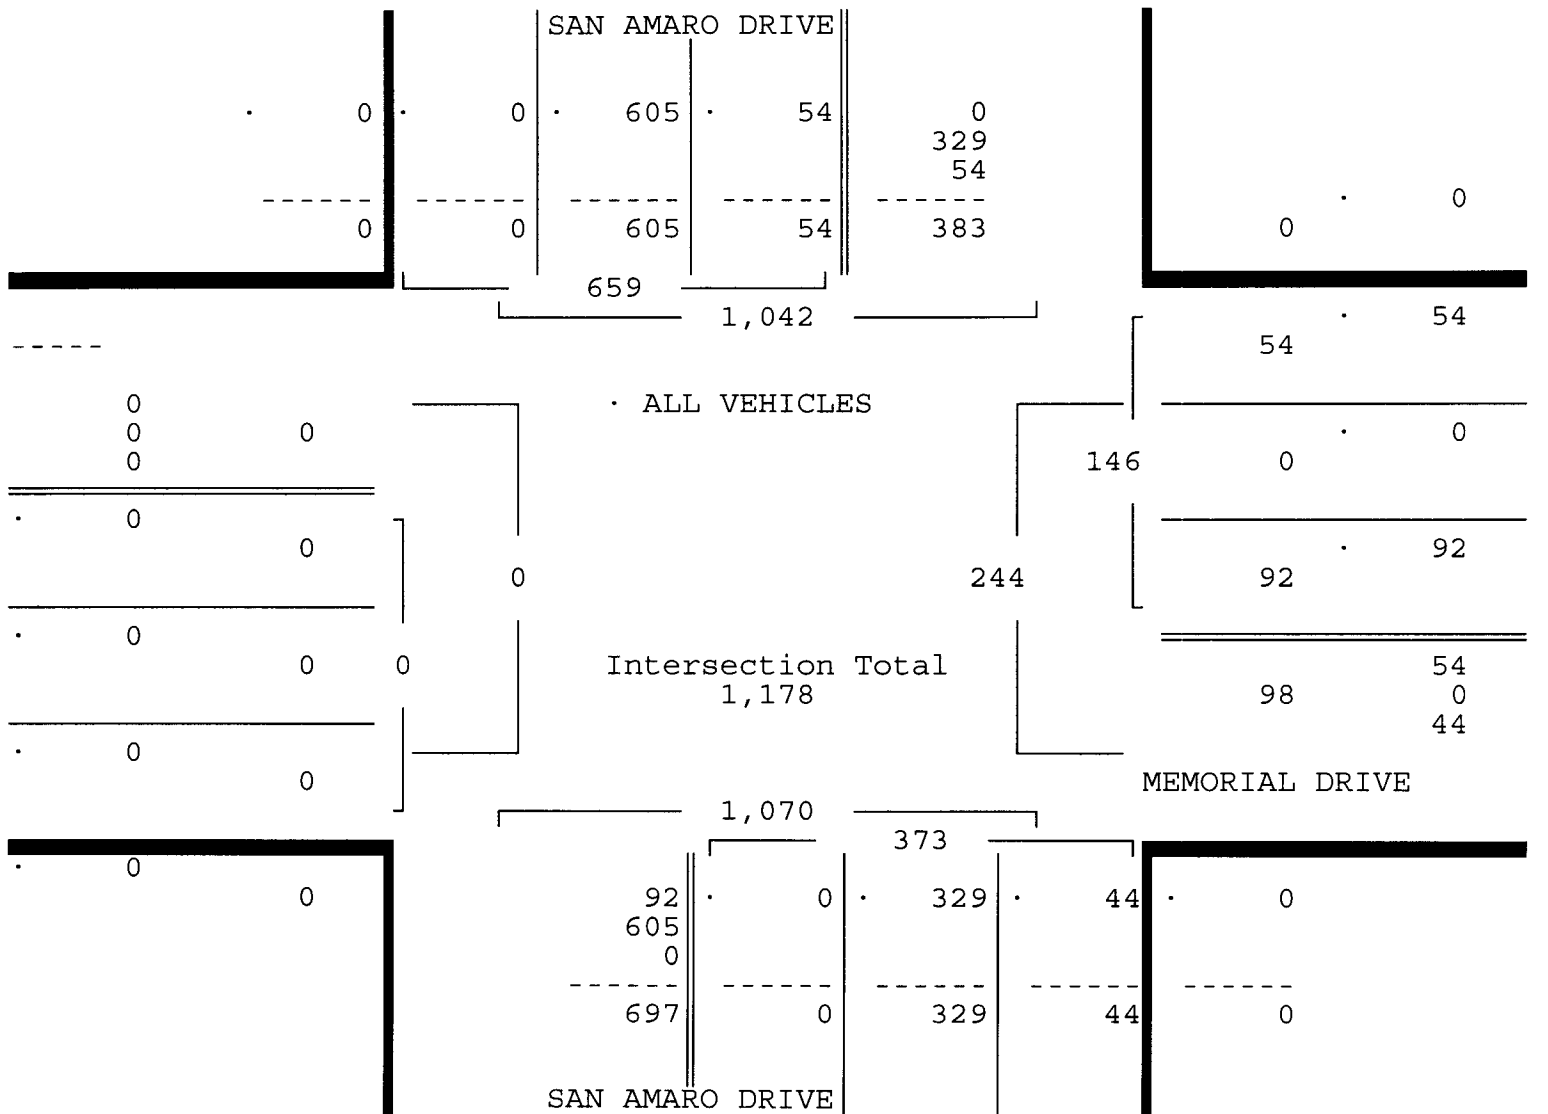 SAN AMARO DRIVE
· 0 · 0 · 605 · 54 0
329
54
------ ------ ------ ------ ------ · 0
0 0 605 54 383 0
659
1,042 · 54
----- 54
0 · ALL VEHICLES
0 0 · 0
0 146 0
· 0
0 · 92
0 244 92
· 0
0 0 Intersection Total 54
1,178 98 0
44
· 0
0 MEMORIAL DRIVE
1,070
373
· 0
0 92 · 0 · 329 · 44 · 0
605
0
------ ------ ------ ------ ------
697 0 329 44 0
SAN AMARO DRIVE